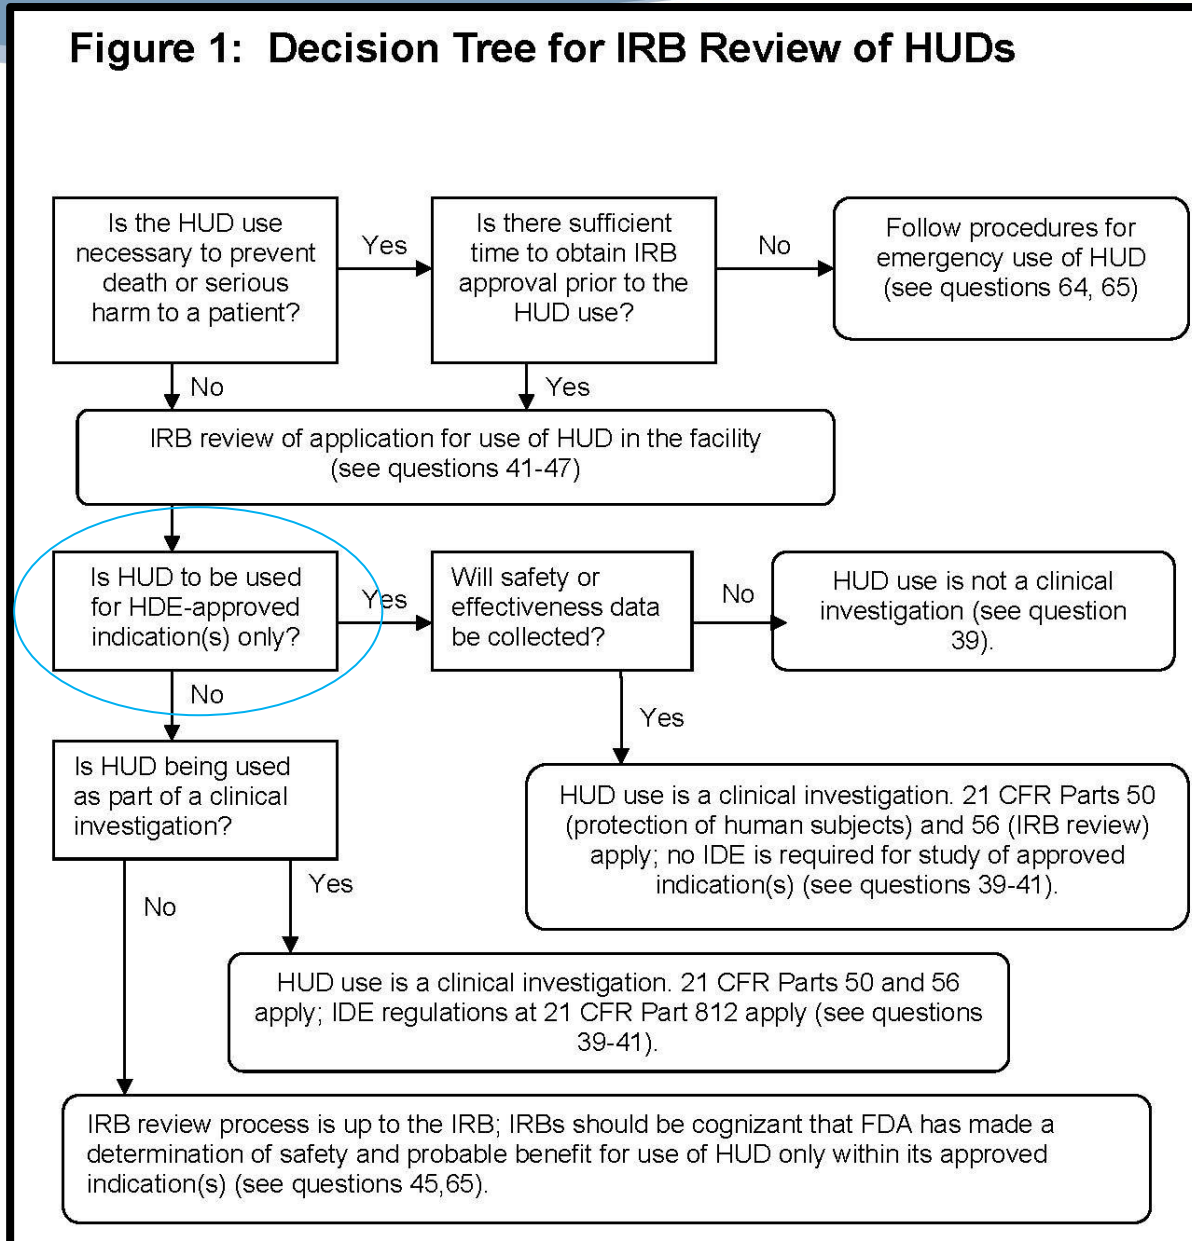 Figure 1: Decision Tree for IRB Review of HUDs
Is the HUD use
necessary to prevent
death or serious
harm to a patient?
Yes
Is there sufficient
time to obtain IRB
approval prior to the
HUD use?
No
Follow procedures for
emergency use of HUD
(see questions 64, 65)
No
Yes
IRB review of application for use of HUD in the facility
(see questions 41-47)
Is HUD to be used
for HDE-approved
indication(s) only?
Yes
Will safety or
effectiveness data
be collected?
No
HUD use is not a clinical
investigation (see question
39).
No
Yes
Is HUD being used
as part of a clinical
investigation?
HUD use is a clinical investigation. 21 CFR Parts 50
(protection of human subjects) and 56 (IRB review)
apply; no IDE is required for study of approved
indication(s) (see questions 39-41).
No
Yes
HUD use is a clinical investigation. 21 CFR Parts 50 and 56
apply; IDE regulations at 21 CFR Part 812 apply (see questions
39-41).
IRB review process is up to the IRB; IRBs should be cognizant that FDA has made a
determination of safety and probable benefit for use of HUD only within its approved
indication(s) (see questions 45,65).